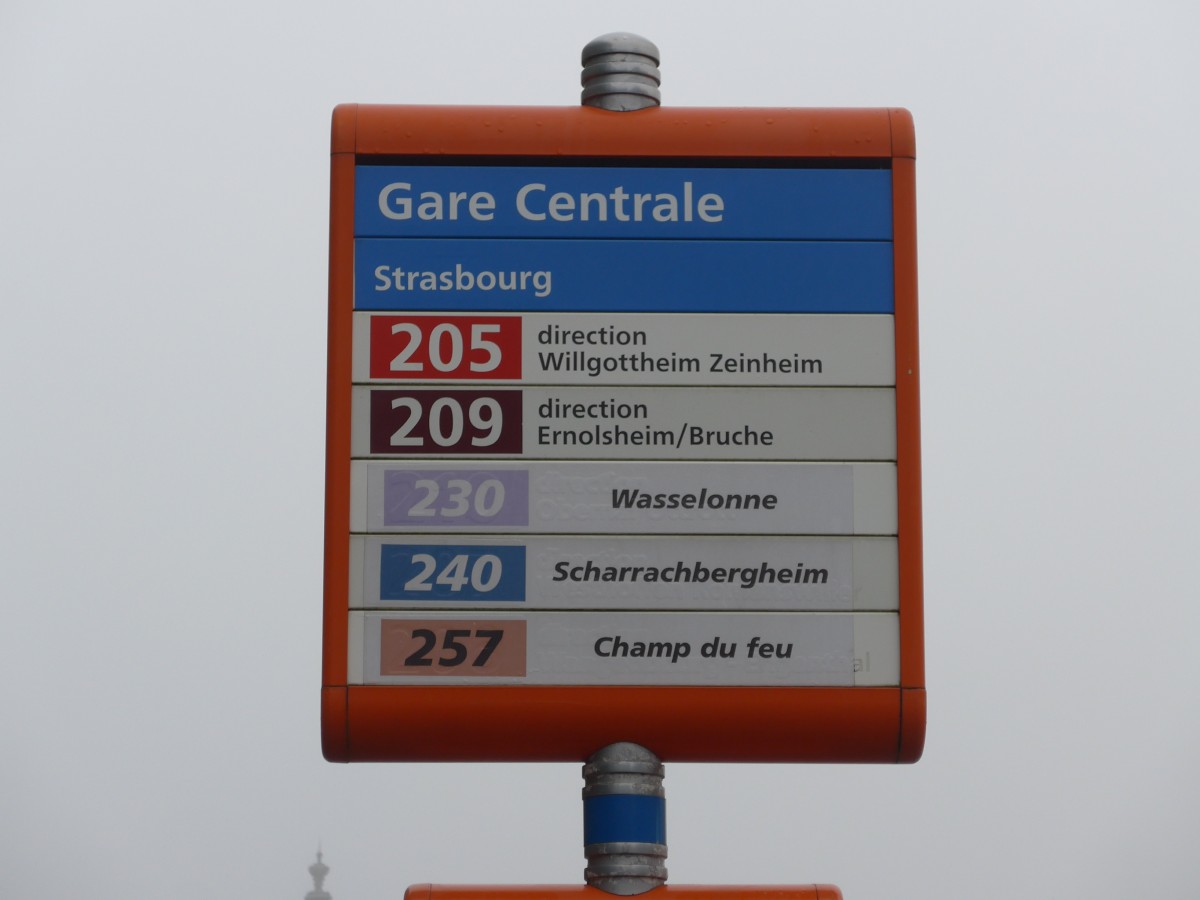 Gare Centrale
Strasbourg
205 direction
Willgottheim Zeinheim
209 direction
Ernolsheim/Bruche
230 Wasselonne
240 Scharrachbergheim
257 Champ du feu